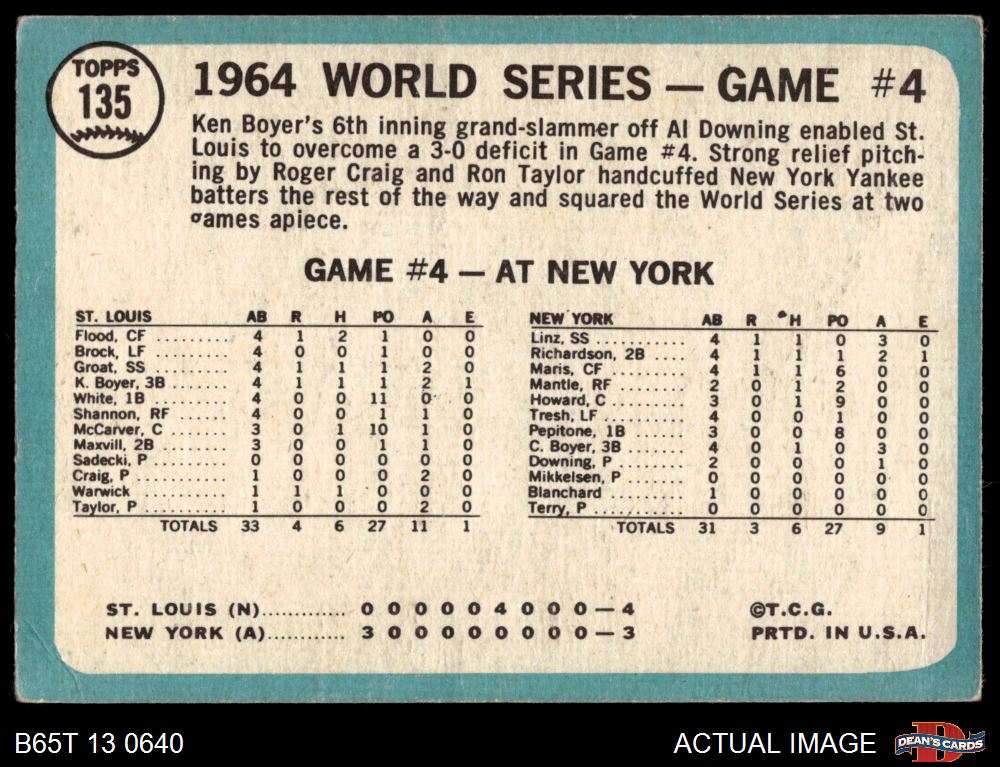 TOPPS
135
1964 WORLD SERIES — GAME #4
Ken Boyer's 6th inning grand-slammer off Al Downing enabled St.
Louis to overcome a 3-0 deficit in Game #4. Strong relief pitch-
ing by Roger Craig and Ron Taylor handcuffed New York Yankee
batters the rest of the way and squared the World Series at two
games apiece.
GAME #4 — AT NEW YORK
ST. LOUIS AB R H PO A E
Flood, CF .......... 4 1 2 1 0 0
Brock, LF .......... 4 0 0 1 0 0
Groat, SS .......... 4 1 1 1 2 0
K. Boyer, 3B ........ 4 1 1 1 2 1
White, 1B .......... 4 0 0 11 0 0
Shannon, RF ........ 4 0 0 1 1 0
McCarver, C ........ 3 0 1 10 1 0
Maxvill, 2B ......... 3 0 0 1 1 0
Sadecki, P .......... 0 0 0 0 0 0
Craig, P ............ 1 0 0 0 2 0
Warwick ........... 1 1 1 0 0 0
Taylor, P ........... 1 0 0 0 2 0
TOTALS 33 4 6 27 11 1
NEW YORK AB R H PO A E
Linz, SS ............ 4 1 1 0 3 0
Richardson, 2B ..... 4 1 1 1 2 1
Maris, CF .......... 4 1 1 6 0 0
Mantle, RF ......... 2 0 1 2 0 0
Howard, C .......... 3 0 1 9 0 0
Tresh, LF ........... 4 0 0 1 0 0
Pepitone, 1B ....... 3 0 0 8 0 0
C. Boyer, 3B ........ 4 0 1 0 3 0
Downing, P ......... 2 0 0 0 1 0
Mikkelsen, P ........ 0 0 0 0 0 0
Blanchard .......... 1 0 0 0 0 0
Terry, P ............ 0 0 0 0 0 0
TOTALS 31 3 6 27 9 1
ST. LOUIS (N)............ 0 0 0 0 0 4 0 0 0 — 4
NEW YORK (A)............ 3 0 0 0 0 0 0 0 0 — 3
©T.C.G.
PRTD. IN U.S.A.
B65T 13 0640
ACTUAL IMAGE
D
DEAN'S CARDS